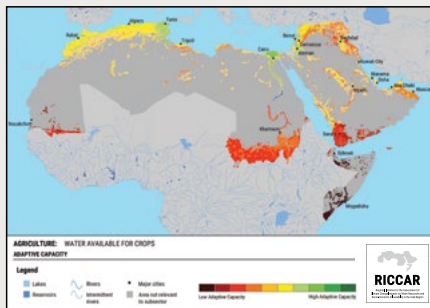 Rabat
Algiers
Tunis
Tripoli
Cairo
Beirut
Damascus
Amman
Baghdad
Kuwait City
Manama
Doha
Abu Dhabi
Muscat
Riyadh
Nouakchott
Khartoum
Sana'a
Djibouti
Mogadishu
AGRICULTURE: WATER AVAILABLE FOR CROPS
ADAPTIVE CAPACITY
Legend
Lakes
Reservoirs
Rivers
Intermittent rivers
Major cities
Area not relevant to subsector
Low Adaptive Capacity
High Adaptive Capacity
RICCAR